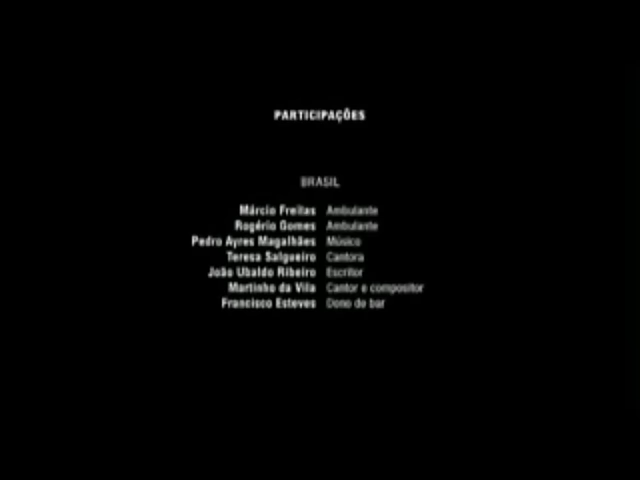 PARTICIPAÇÕES
BRASIL
Márcio Freitas Ambulante
Rogério Gomes Ambulante
Pedro Ayres Magalhães Músico
Teresa Salgueiro Cantora
João Ubaldo Ribeiro Escritor
Martinho da Vila Cantor e compositor
Francisco Esteves Dono de bar